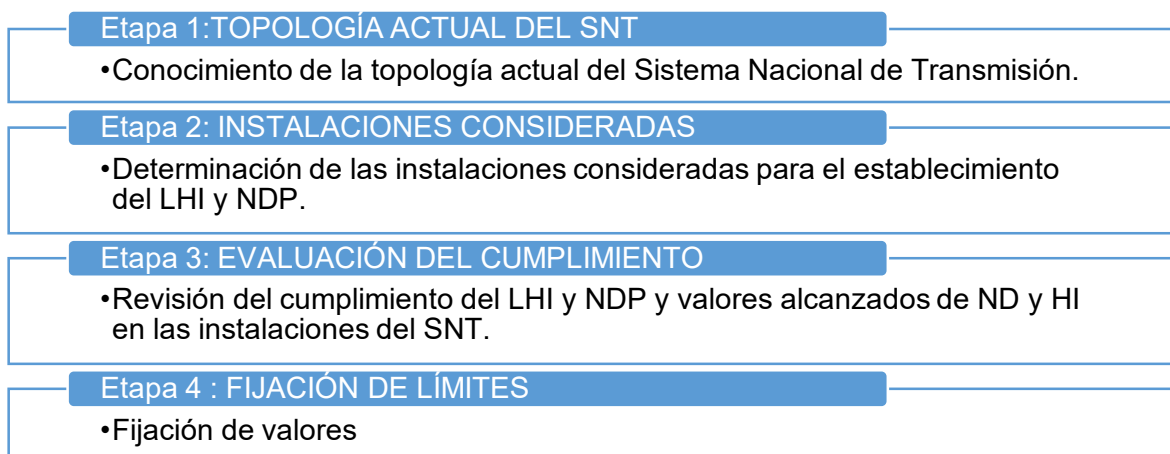 Etapa 1:TOPOLOGÍA ACTUAL DEL SNT
•Conocimiento de la topología actual del Sistema Nacional de Transmisión.
Etapa 2: INSTALACIONES CONSIDERADAS
•Determinación de las instalaciones consideradas para el establecimiento
del LHI y NDP.
Etapa 3: EVALUACIÓN DEL CUMPLIMIENTO
•Revisión del cumplimiento del LHI y NDP y valores alcanzados de ND y HI
en las instalaciones del SNT.
Etapa 4 : FIJACIÓN DE LÍMITES
•Fijación de valores